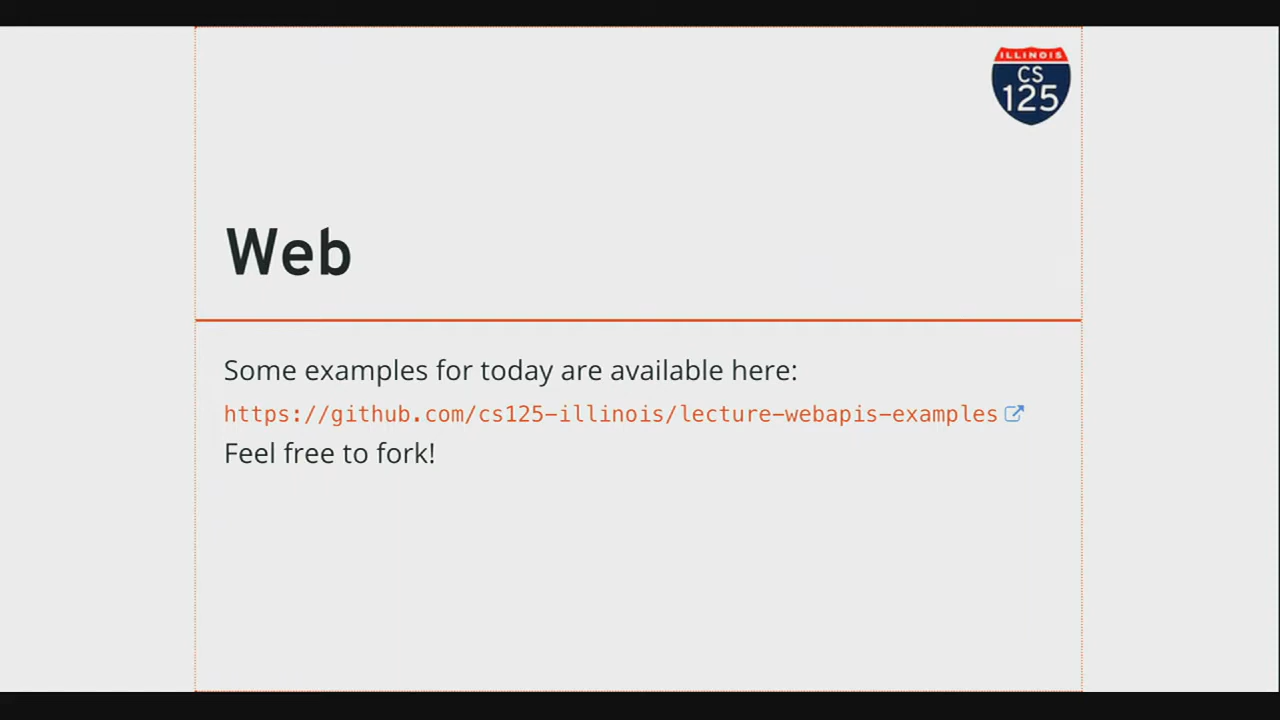 ILLINOIS
CS
125
Web
Some examples for today are available here:
https://github.com/cs125-illinois/lecture-webapis-examples
Feel free to fork!